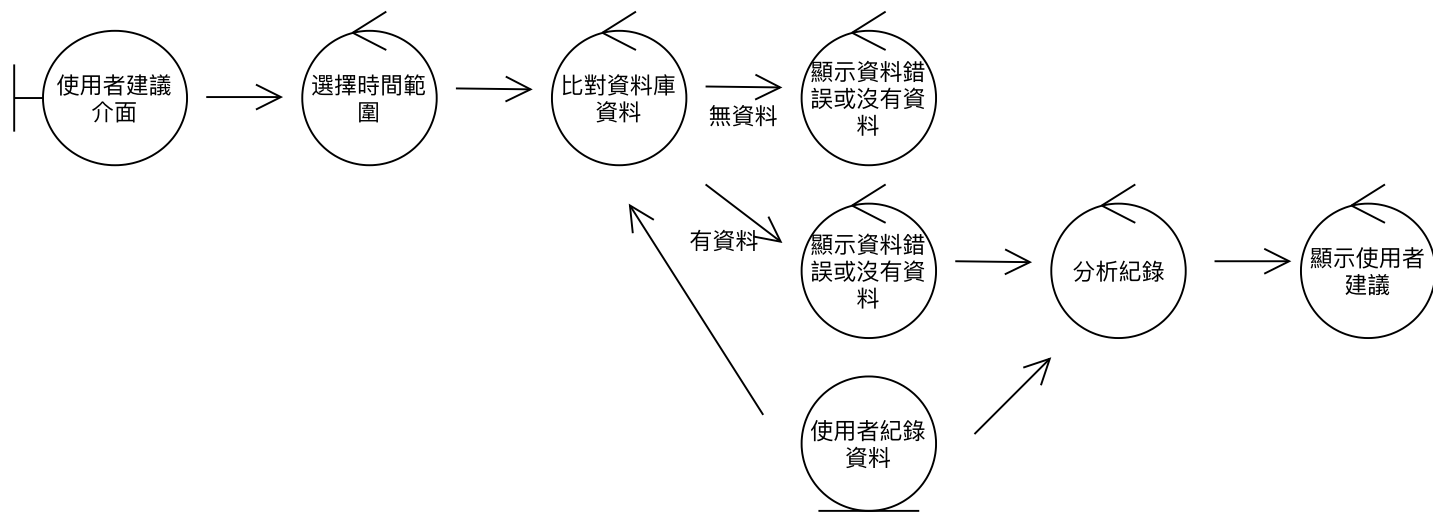 使用者建議
介面
選擇時間範
圍
比對資料庫
資料
無資料
顯示資料錯
誤或沒有資
料
有資料
顯示資料錯
誤或沒有資
料
分析紀錄
顯示使用者
建議
使用者紀錄
資料